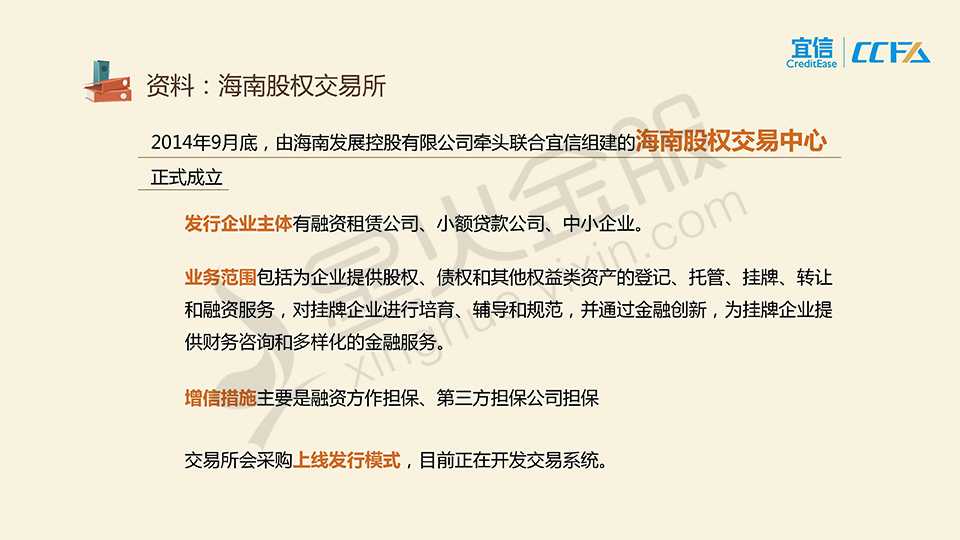 宜信
CreditEase
CCFA
资料：海南股权交易所
2014年9月底，由海南发展控股有限公司牵头联合宜信组建的海南股权交易中心
正式成立
发行企业主体有融资租赁公司、小额贷款公司、中小企业。
业务范围包括为企业提供股权、债权和其他权益类资产的登记、托管、挂牌、转让
和融资服务，对挂牌企业进行培育、辅导和规范，并通过金融创新，为挂牌企业提
供财务咨询和多样化的金融服务。
增信措施主要是融资方作担保、第三方担保公司担保
交易所会采购上线发行模式，目前正在开发交易系统。
星火金服
xinghuo.yixin.com